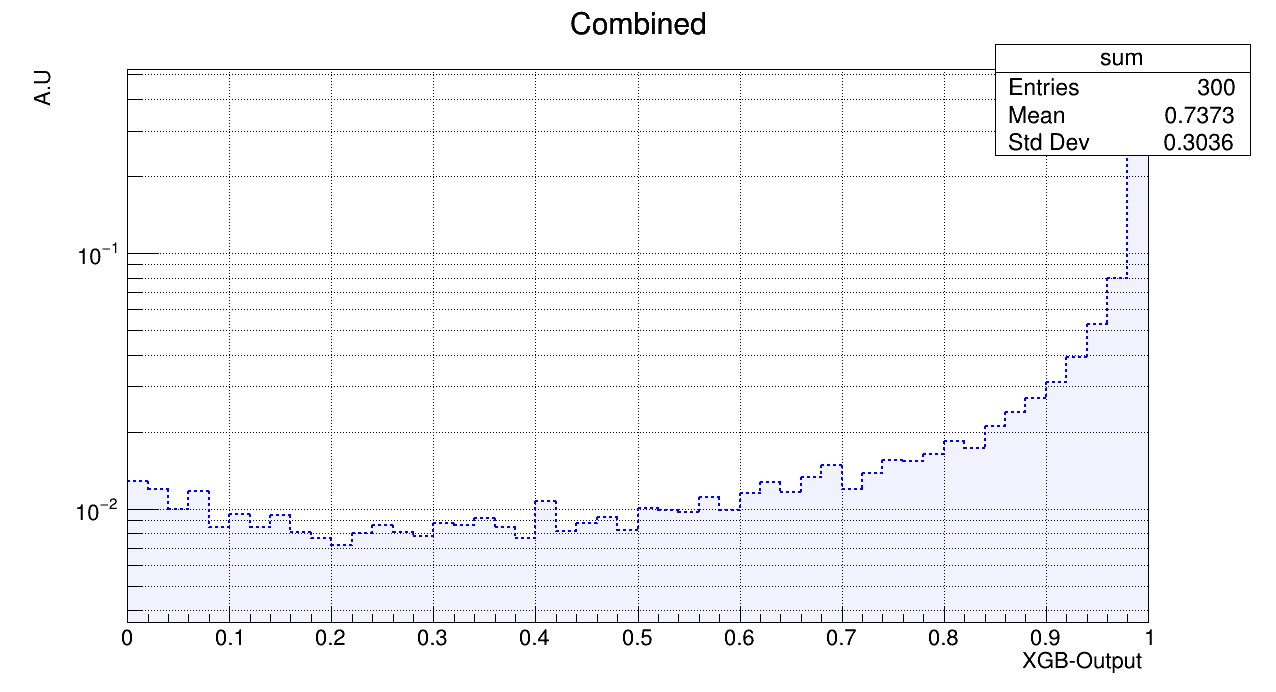 Combined
A.U
sum
Entries 300
Mean 0.7373
Std Dev 0.3036
10⁻¹
10⁻²
0 0.1 0.2 0.3 0.4 0.5 0.6 0.7 0.8 0.9 1
XGB-Output